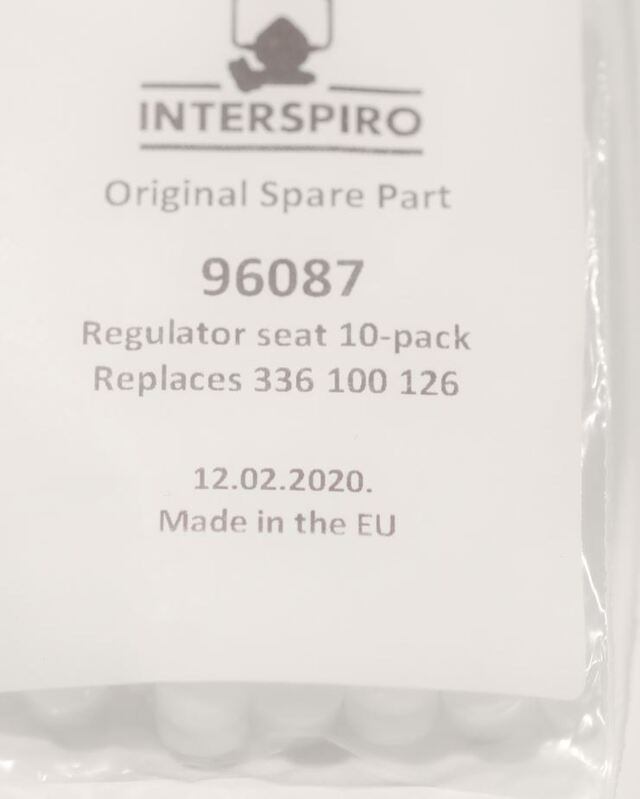 INTERSPIRO
Original Spare Part
96087
Regulator seat 10-pack
Replaces 336 100 126
12.02.2020.
Made in the EU